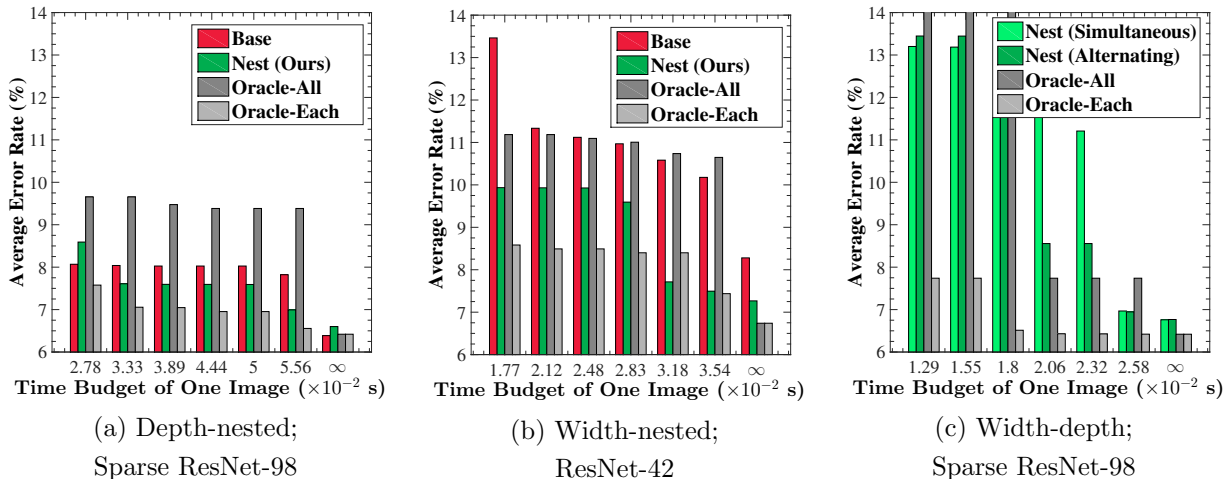 14
13
12
11
10
9
8
7
6
Average Error Rate (%)
Base
Nest (Ours)
Oracle-All
Oracle-Each
2.78 3.33 3.89 4.44 5 5.56 ∞
Time Budget of One Image (×10⁻² s)
(a) Depth-nested;
Sparse ResNet-98
14
13
12
11
10
9
8
7
6
Average Error Rate (%)
Base
Nest (Ours)
Oracle-All
Oracle-Each
1.77 2.12 2.48 2.83 3.18 3.54 ∞
Time Budget of One Image (×10⁻² s)
(b) Width-nested;
ResNet-42
14
13
12
11
10
9
8
7
6
Average Error Rate (%)
Nest (Simultaneous)
Nest (Alternating)
Oracle-All
Oracle-Each
1.29 1.55 1.8 2.06 2.32 2.58 ∞
Time Budget of One Image (×10⁻² s)
(c) Width-depth;
Sparse ResNet-98